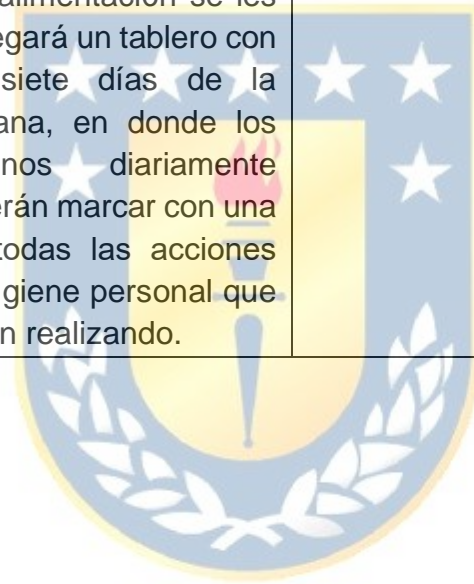 alimentación se les
egará un tablero con
siete días de la
ana, en donde los
nos diariamente
erán marcar con una
todas las acciones
giene personal que
n realizando.